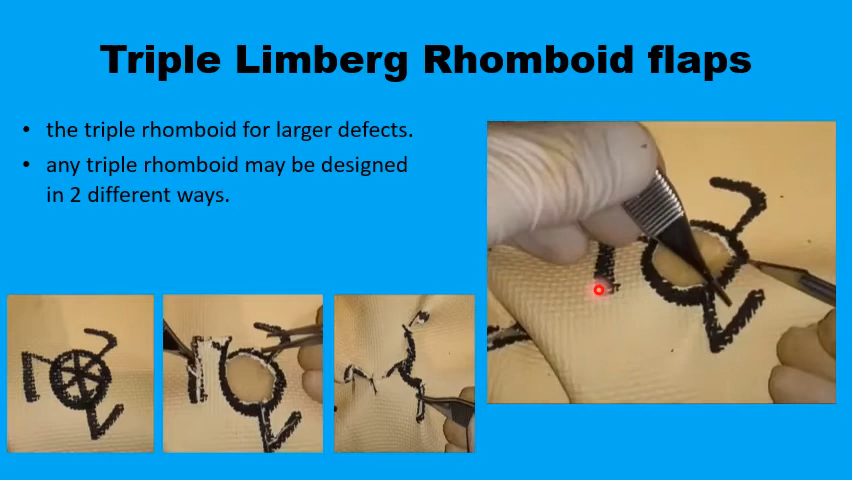 Triple Limberg Rhomboid flaps
• the triple rhomboid for larger defects.
• any triple rhomboid may be designed
in 2 different ways.